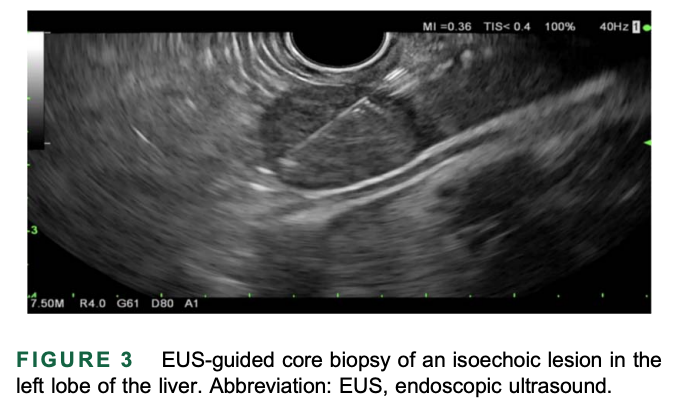 MI =0.36 TIS< 0.4 100% 40Hz 1
3
7.50M R4.0 G61 D80 A1
FIGURE 3 EUS-guided core biopsy of an isoechoic lesion in the
left lobe of the liver. Abbreviation: EUS, endoscopic ultrasound.